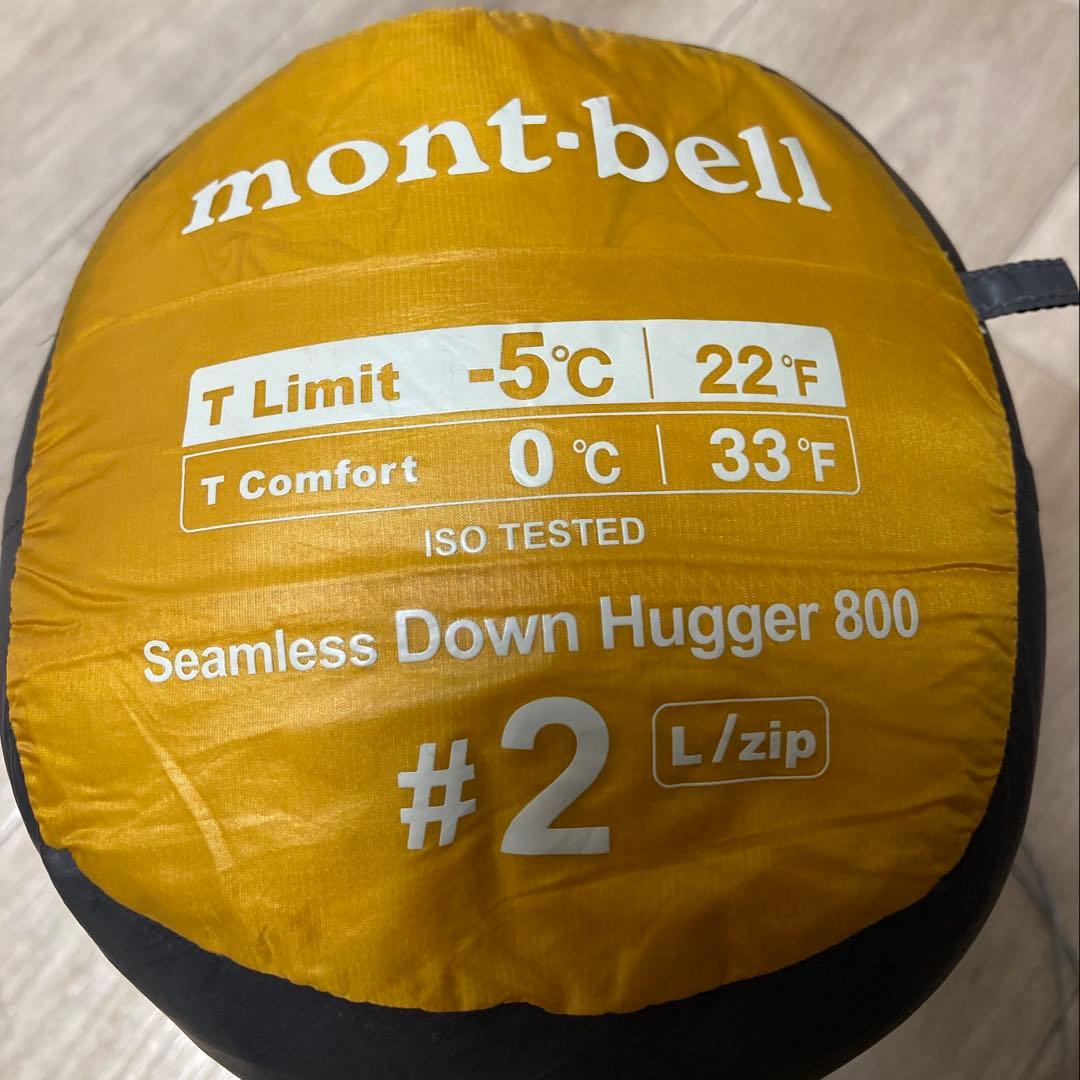 mont·bell
T Limit -5°C | 22°F
T Comfort 0 °C | 33°F
ISO TESTED
Seamless Down Hugger 800
#2 L/zip